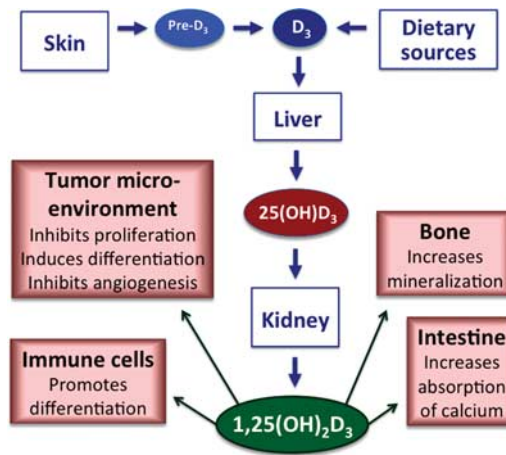 Skin
Pre-D₃
D₃
Dietary
sources
Liver
25(OH)D₃
Kidney
1,25(OH)₂D₃
Tumor micro-
environment
Inhibits proliferation
Induces differentiation
Inhibits angiogenesis
Immune cells
Promotes
differentiation
Bone
Increases
mineralization
Intestine
Increases
absorption
of calcium